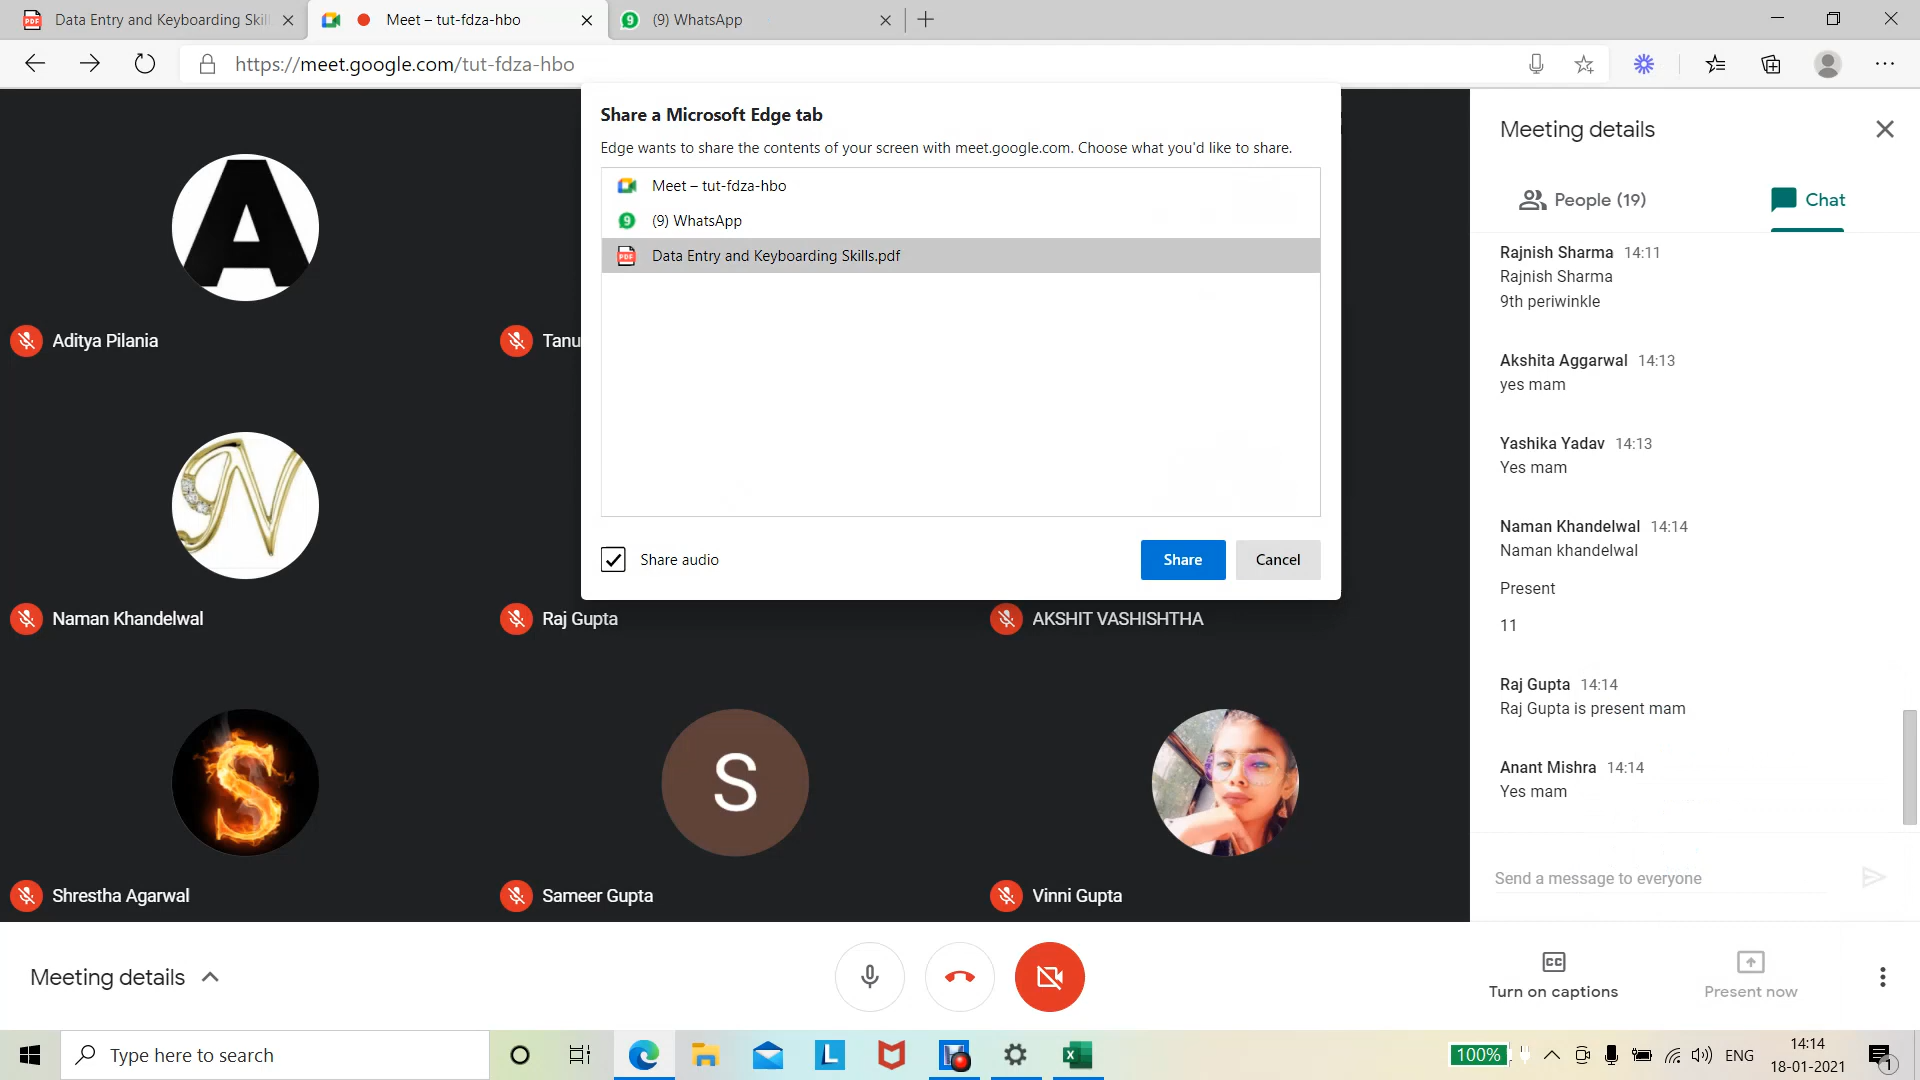 Data Entry and Keyboarding Skil
Meet – tut-fdza-hbo
(9) WhatsApp
https://meet.google.com/tut-fdza-hbo
Share a Microsoft Edge tab
Edge wants to share the contents of your screen with meet.google.com. Choose what you'd like to share.
Meet – tut-fdza-hbo
(9) WhatsApp
Data Entry and Keyboarding Skills.pdf
Share audio
Share
Cancel
A
Aditya Pilania
Tanu
N
Naman Khandelwal
Raj Gupta
AKSHIT VASHISHTHA
S
S
Shrestha Agarwal
Sameer Gupta
Vinni Gupta
Meeting details
People (19)
Chat
Rajnish Sharma 14:11
Rajnish Sharma
9th periwinkle
Akshita Aggarwal 14:13
yes mam
Yashika Yadav 14:13
Yes mam
Naman Khandelwal 14:14
Naman khandelwal
Present
11
Raj Gupta 14:14
Raj Gupta is present mam
Anant Mishra 14:14
Yes mam
Send a message to everyone
Meeting details
Turn on captions
Present now
Type here to search
100%
ENG
14:14
18-01-2021
1